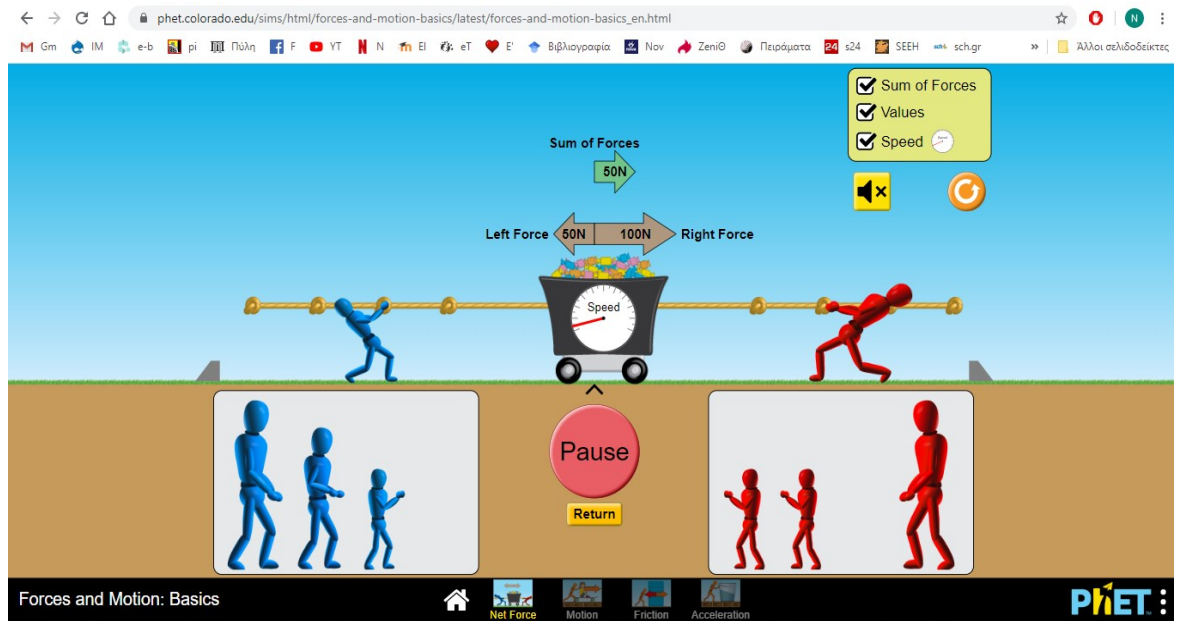 phet.colorado.edu/sims/html/forces-and-motion-basics/latest/forces-and-motion-basics_en.html
N
Gm IM e-b pi Πύλη F YT N El eT Ε' Βιβλιογραφία Nov ZeniΘ Πειράματα 24 s24 SEEH sch.gr » Άλλοι σελιδοδείκτες
Sum of Forces
Values
Speed
Sum of Forces
50N
Left Force 50N 100N Right Force
Speed
Pause
Return
Forces and Motion: Basics
Net Force Motion Friction Acceleration
PhET